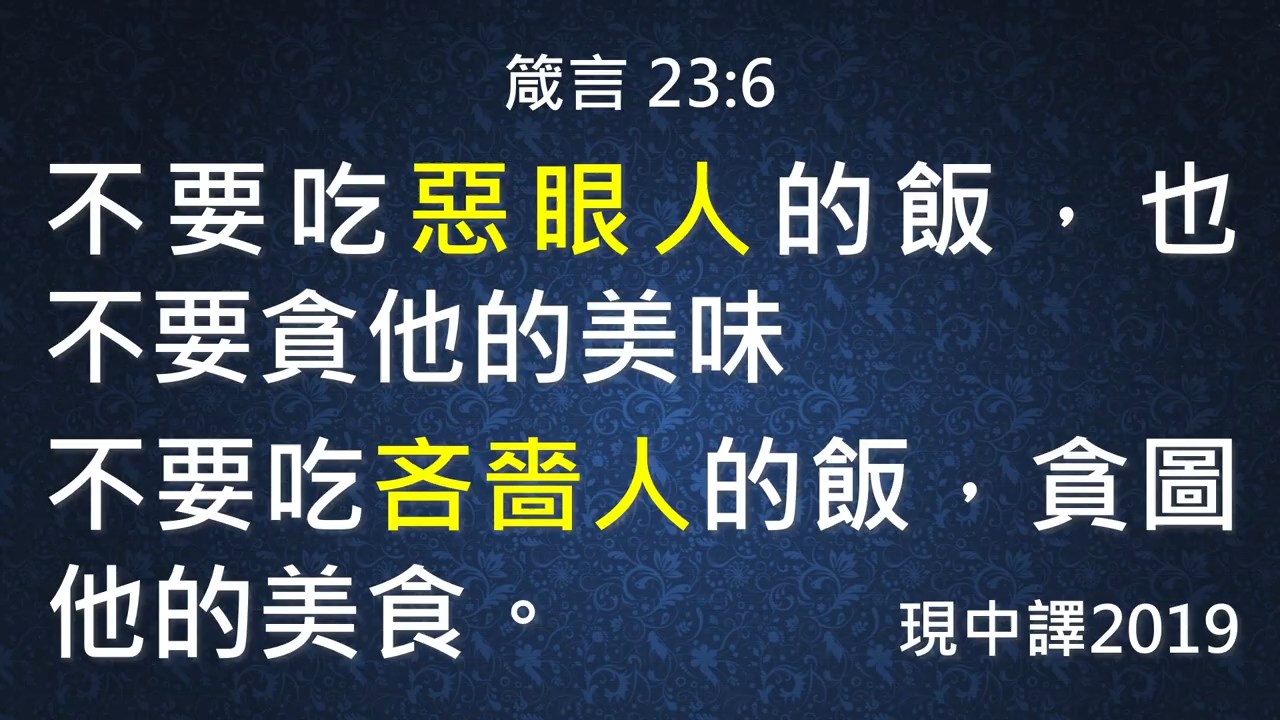 箴言 23:6
不要吃惡眼人的飯，也
不要貪他的美味
不要吃吝嗇人的飯，貪圖
他的美食。
現中譯2019